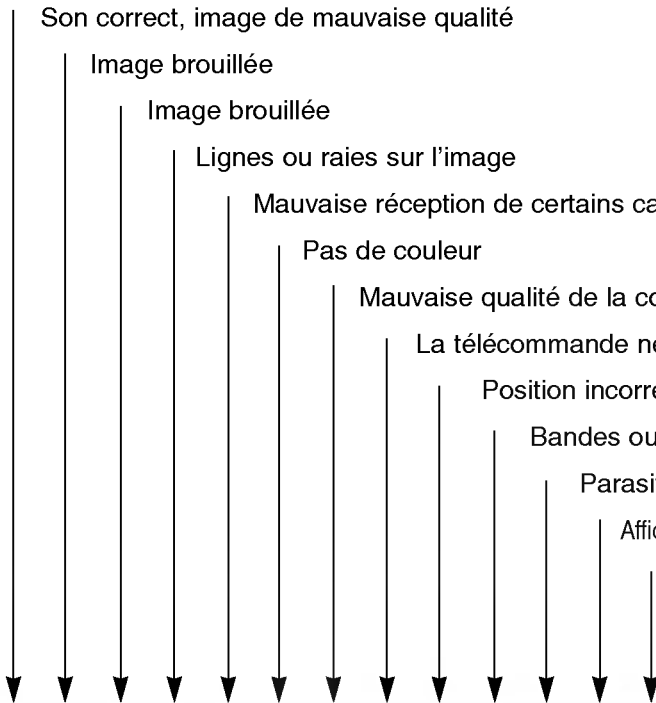 Son correct, image de mauvaise qualité
Image brouillée
Image brouillée
Lignes ou raies sur l’image
Mauvaise réception de certains
Pas de couleur
Mauvaise qualité de la
La télécommande
Position
Bandes ou